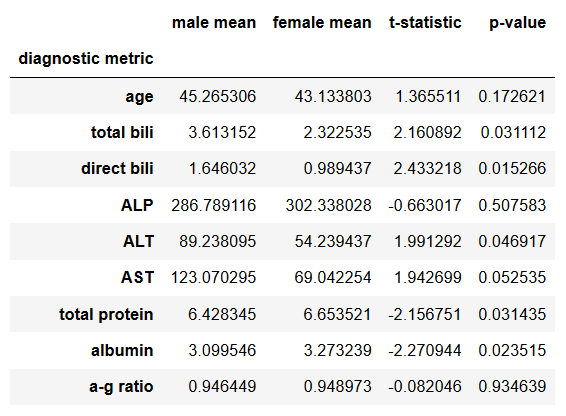 male mean female mean t-statistic p-value
diagnostic metric
age 45.265306 43.133803 1.365511 0.172621
total bili 3.613152 2.322535 2.160892 0.031112
direct bili 1.646032 0.989437 2.433218 0.015266
ALP 286.789116 302.338028 -0.663017 0.507583
ALT 89.238095 54.239437 1.991292 0.046917
AST 123.070295 69.042254 1.942699 0.052535
total protein 6.428345 6.653521 -2.156751 0.031435
albumin 3.099546 3.273239 -2.270944 0.023515
a-g ratio 0.946449 0.948973 -0.082046 0.934639